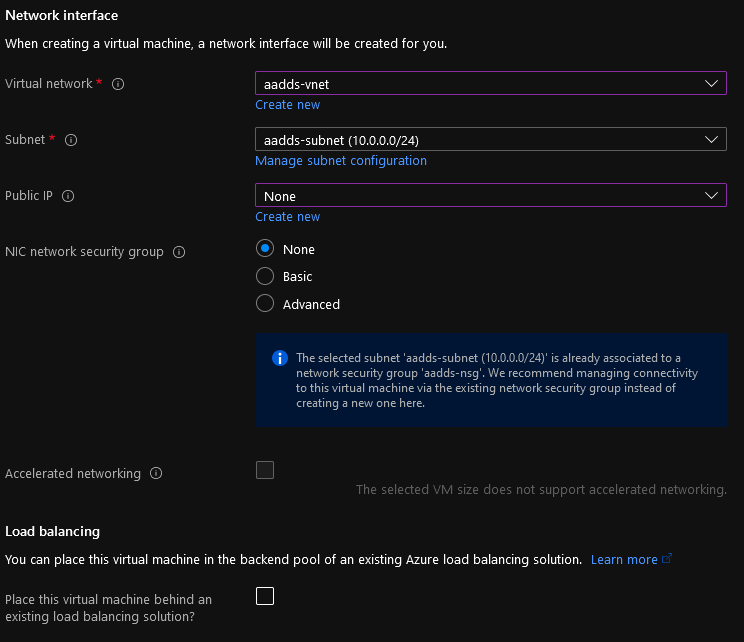 Network interface
When creating a virtual machine, a network interface will be created for you.
Virtual network *
aadds-vnet
Create new
Subnet *
aadds-subnet (10.0.0.0/24)
Manage subnet configuration
Public IP
None
Create new
NIC network security group
None
Basic
Advanced
The selected subnet 'aadds-subnet (10.0.0.0/24)' is already associated to a
network security group 'aadds-nsg'. We recommend managing connectivity
to this virtual machine via the existing network security group instead of
creating a new one here.
Accelerated networking
The selected VM size does not support accelerated networking.
Load balancing
You can place this virtual machine in the backend pool of an existing Azure load balancing solution. Learn more
Place this virtual machine behind an
existing load balancing solution?